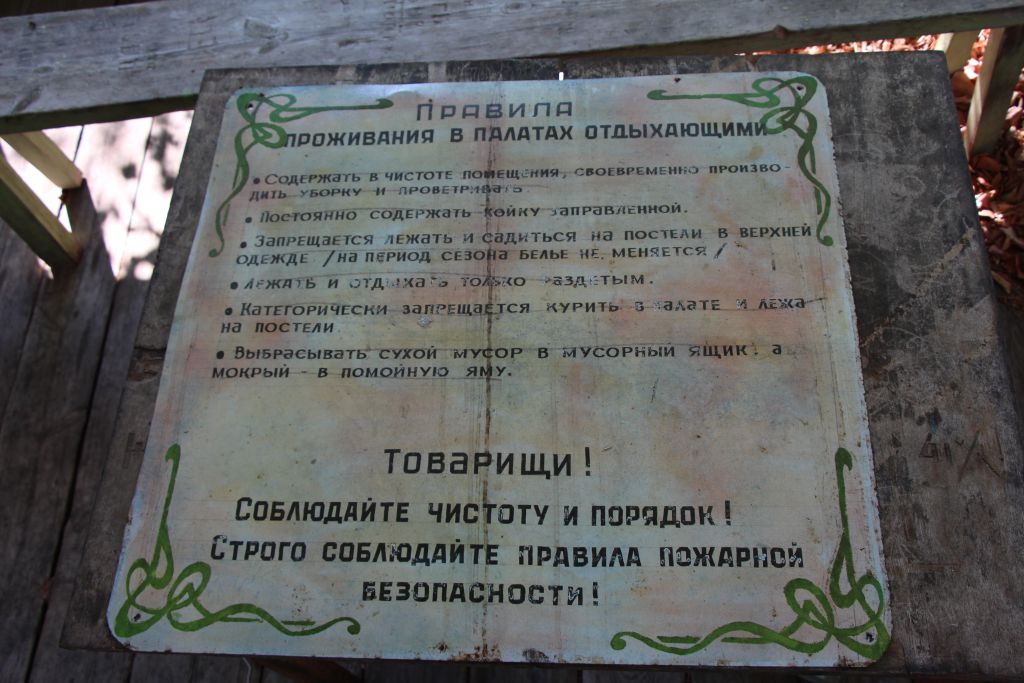 Правила
проживания в палатах отдыхающими
• Содержать в чистоте помещения, своевременно произво-
дить уборку и проветривать.
• Постоянно содержать койку заправленной.
• Запрещается лежать и садиться на постели в верхней
одежде /на период сезона белье не меняется/
• Лежать и отдыхать только раздетым.
• Категорически запрещается курить в палате и лежа
на постели.
• Выбрасывать сухой мусор в мусорный ящик, а
мокрый - в помойную яму.
Товарищи!
Соблюдайте чистоту и порядок!
Строго соблюдайте правила пожарной
безопасности!